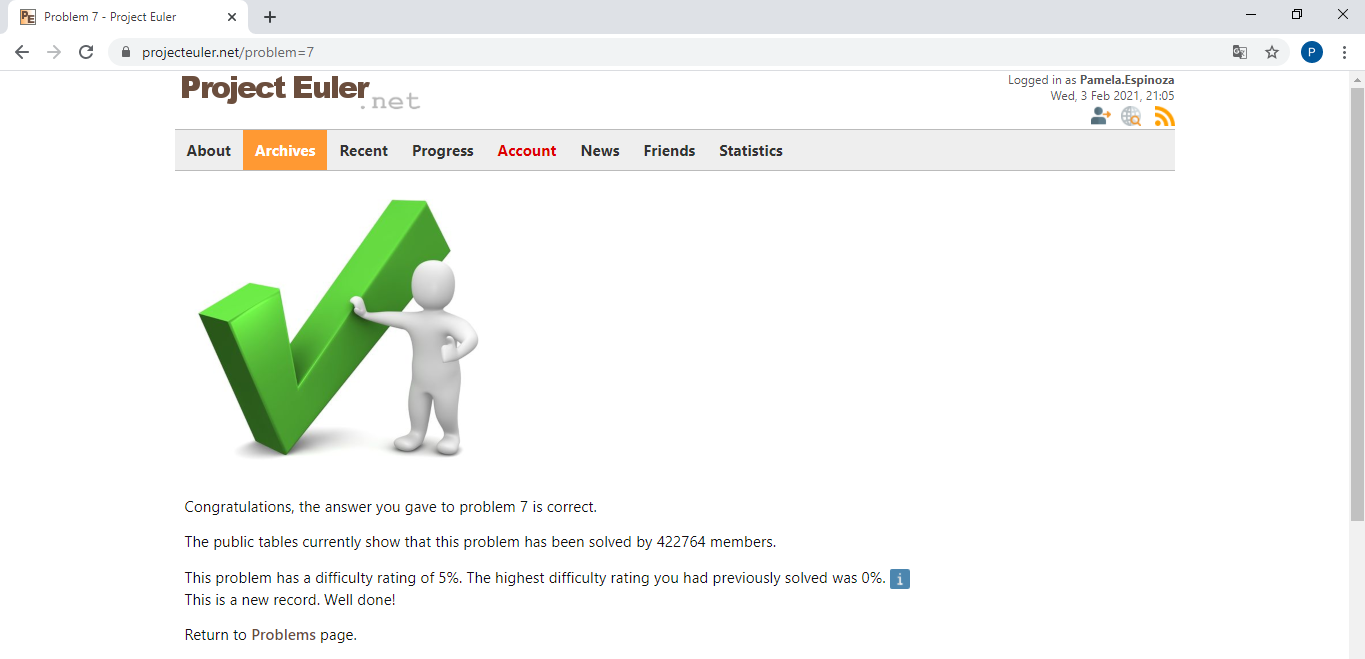 Problem 7 - Project Euler
projecteuler.net/problem=7
P
Project Euler
.net
Logged in as Pamela.Espinoza
Wed, 3 Feb 2021, 21:05
About Archives Recent Progress Account News Friends Statistics
Congratulations, the answer you gave to problem 7 is correct.
The public tables currently show that this problem has been solved by 422764 members.
This problem has a difficulty rating of 5%. The highest difficulty rating you had previously solved was 0%. i
This is a new record. Well done!
Return to Problems page.